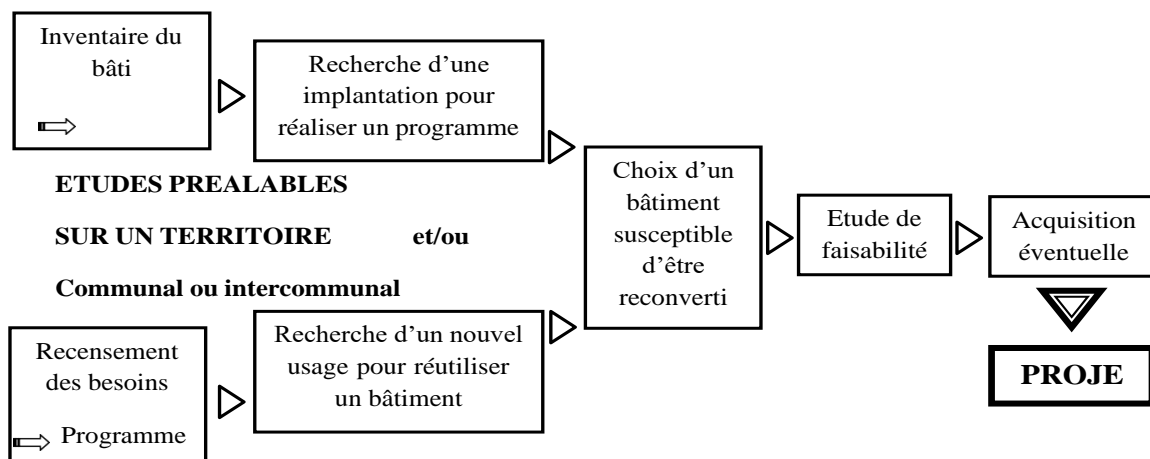 Inventaire du
bâti
Recherche d’une
implantation pour
réaliser un programme
ETUDES PREALABLES
SUR UN TERRITOIRE et/ou
Communal ou intercommunal
Recensement
des besoins
Programme
Recherche d’un nouvel
usage pour réutiliser
un bâtiment
Choix d’un
bâtiment
susceptible
d’être
reconverti
Etude de
faisabilité
Acquisition
éventuelle
PROJE